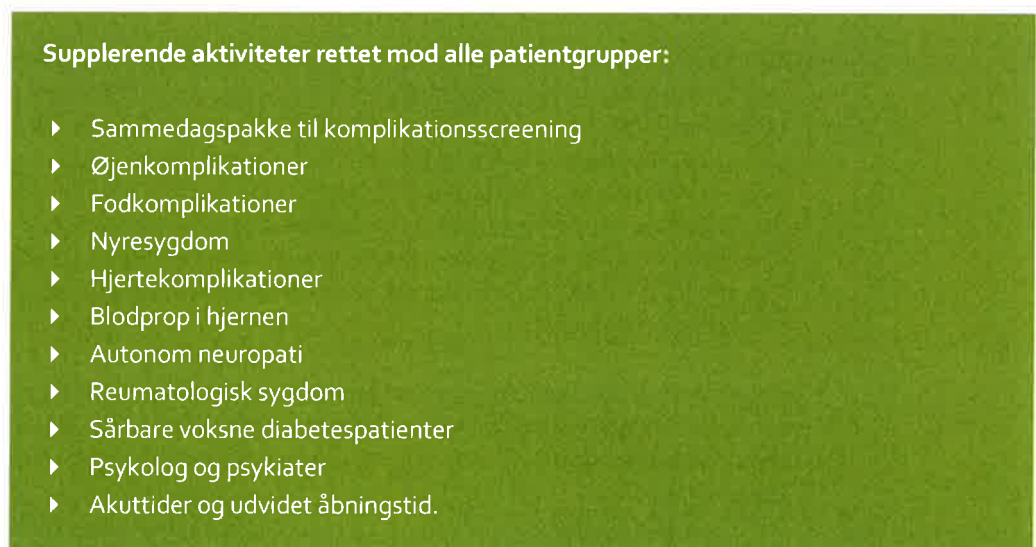 Supplerende aktiviteter rettet mod alle patientgrupper:
Sammedagspakke til komplikationsscreening
Øjenkomplikationer
Fodkomplikationer
Nyresygdom
Hjertekomplikationer
Blodprop i hjernen
Autonom neuropati
Reumatologisk sygdom
Sårbare voksne diabetespatienter
Psykolog og psykiater
Akuttider og udvidet åbningstid.